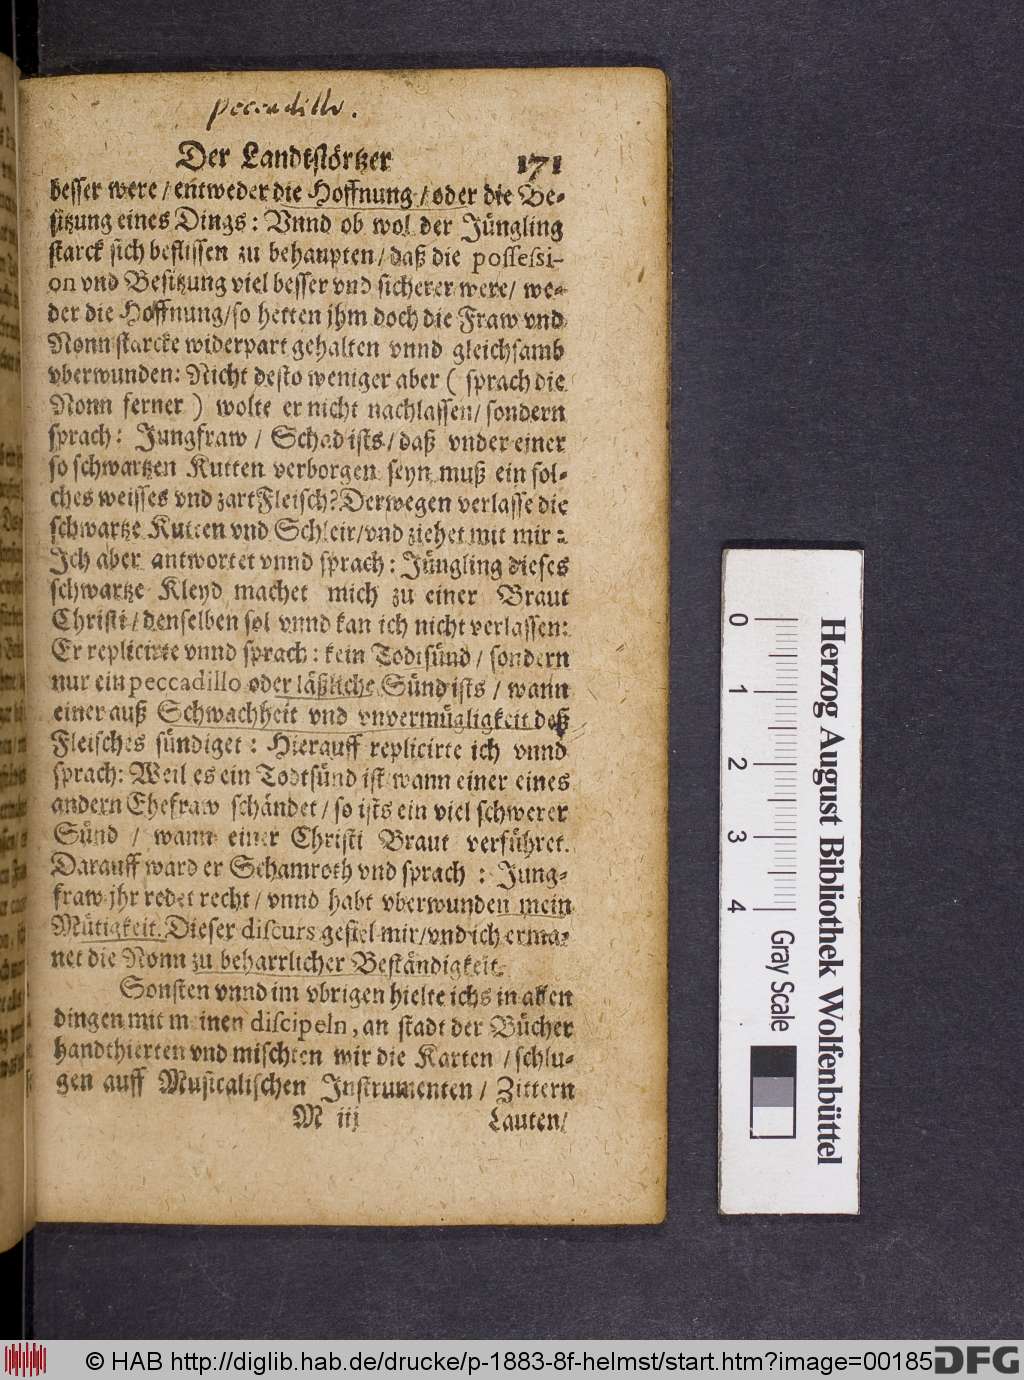 peccadillo.
Der Landtstörtzer 171
besser were / entweder die Hoffnung / oder die Be-
sitzung eines Dings: Vnnd ob wol der Jüngling
starck sich beflissen zu behaupten / daß die possessi-
on vnd Besitzung viel besser vnd sicherer were / we-
der die Hoffnung / so hetten jhm doch die Fraw vnd
Nonn starcke widerpart gehalten vnnd gleichsamb
vberwunden: Nicht desto weniger aber ( sprach die
Nonn ferner ) wolte er nicht nachlassen / sondern
sprach: Jungfraw / Schad ists / daß vnder einer
so schwartzen Kutten verborgen seyn muß ein sol-
ches weisses vnd zart Fleisch? Derwegen verlasse die
schwartze Kutten vnd Schleir / vnd ziehet mit mir:
Ich aber antwortet vnnd sprach: Jüngling dieses
schwartze Kleyd machet mich zu einer Braut
Christi / denselben sol vnnd kan ich nicht verlassen:
Er replicirte vnnd sprach: kein Todtsünd / sondern
nur ein peccadillo oder läßliche Sünd ists / wann
einer auß Schwachheit vnd vnvermügligkeit deß
Fleisches sündiget: Hierauff replicirte ich vnnd
sprach: Weil es ein Todtsünd ist wann einer eines
andern Ehefraw schändet / so ists ein viel schwerer
Sünd / wann einer Christi Braut verführet.
Darauff ward er Schamroth vnd sprach: Jung-
fraw jhr redet recht / vnnd habt vberwunden mein
Mütigkeit. Dieser discurs gefiel mir / vnd ich erma-
net die Nonn zu beharrlicher Beständigkeit.
Sonsten vnnd im vbrigen hielte ichs in allen
dingen mit meinen discipeln, an stadt der Bücher
handthierten vnd mischten wir die Karten / schlu-
gen auff Musicalischen Instrumenten / Zittern
M iij Lauten/
0 1 2 3 4 Gray Scale
Herzog August Bibliothek Wolfenbüttel
© HAB http://diglib.hab.de/drucke/p-1883-8f-helmst/start.htm?image=00185
DFG